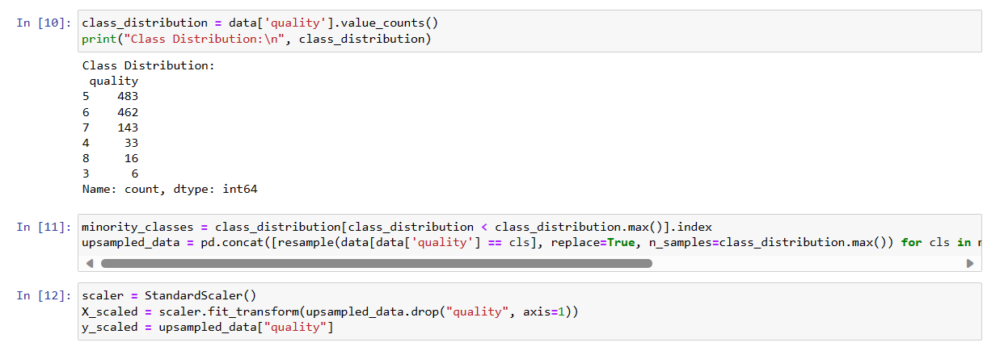 In [10]: class_distribution = data['quality'].value_counts()
print("Class Distribution:\n", class_distribution)
Class Distribution:
 quality
5    483
6    462
7    143
4     33
8     16
3      6
Name: count, dtype: int64
In [11]: minority_classes = class_distribution[class_distribution < class_distribution.max()].index
upsampled_data = pd.concat([resample(data[data['quality'] == cls], replace=True, n_samples=class_distribution.max()) for cls in
In [12]: scaler = StandardScaler()
X_scaled = scaler.fit_transform(upsampled_data.drop("quality", axis=1))
y_scaled = upsampled_data["quality"]